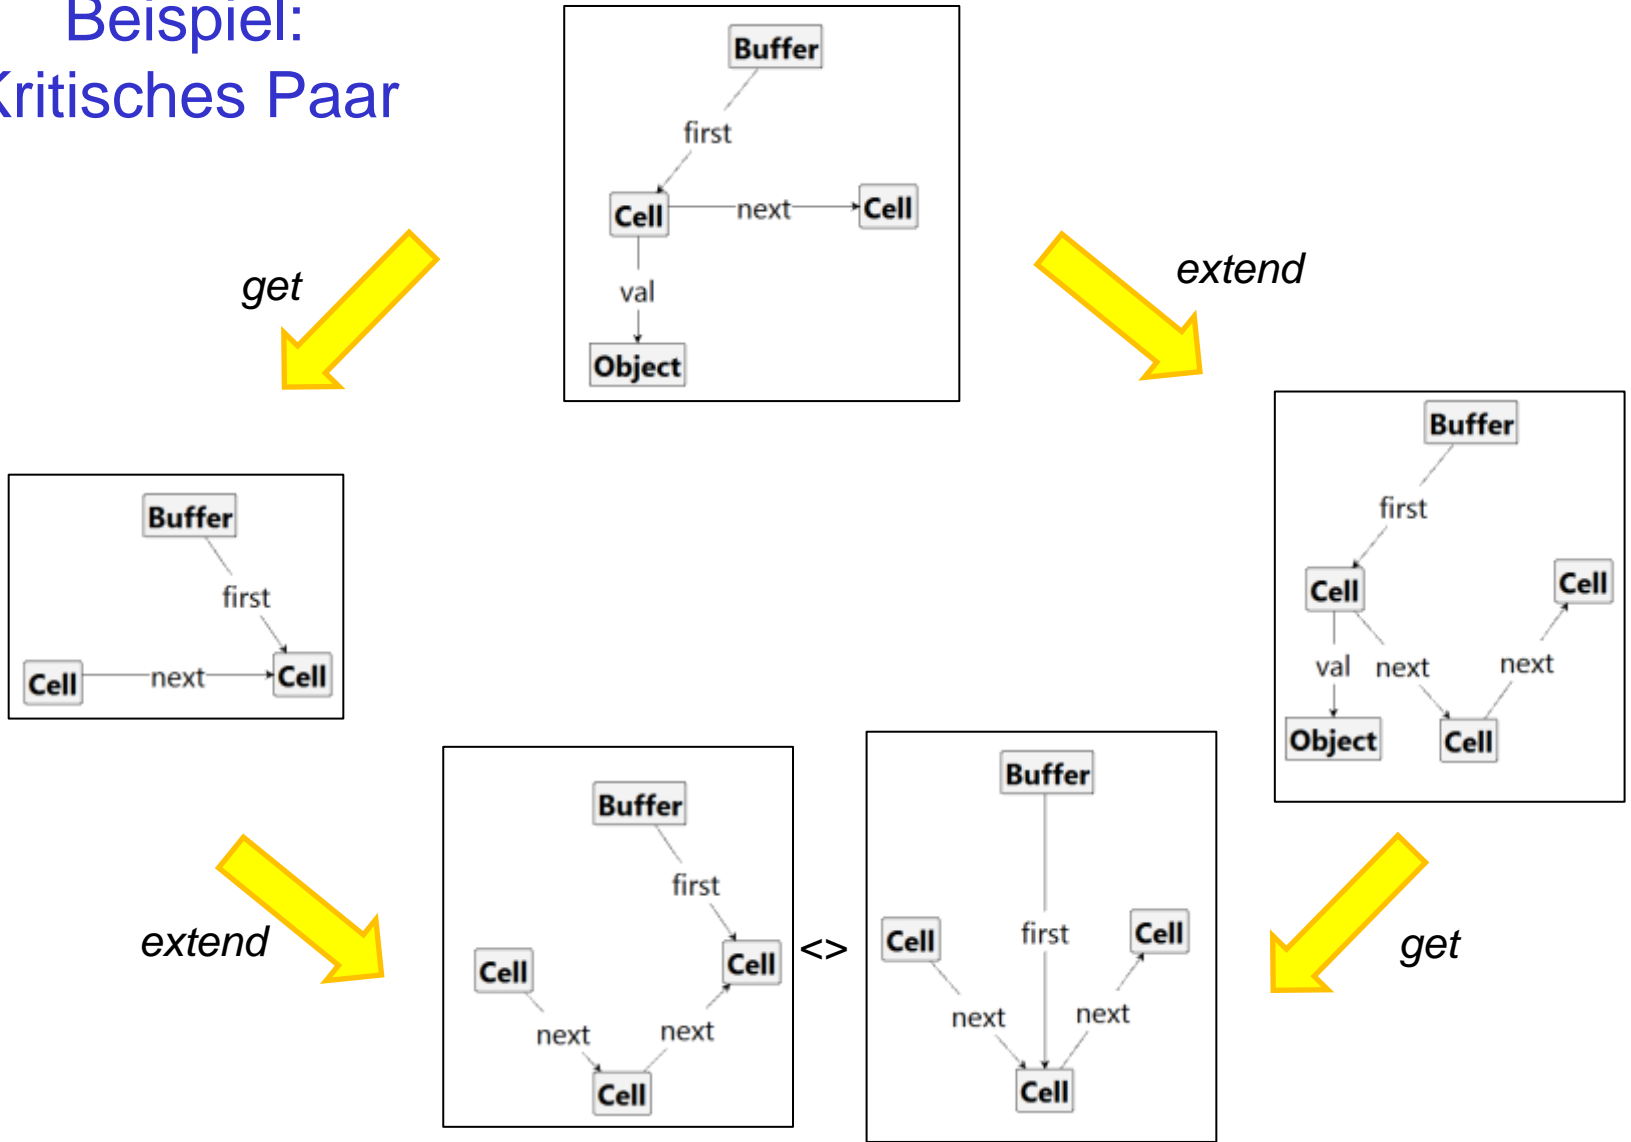 Beispiel:
Kritisches Paar
Buffer
first
Cell
next
Cell
val
Object
get
extend
Buffer
first
Cell
next
Cell
Buffer
first
Cell
Cell
val
next
next
Object
Cell
extend
Buffer
first
Cell
Cell
next
next
Cell
<>
Buffer
Cell
first
Cell
next
next
Cell
get